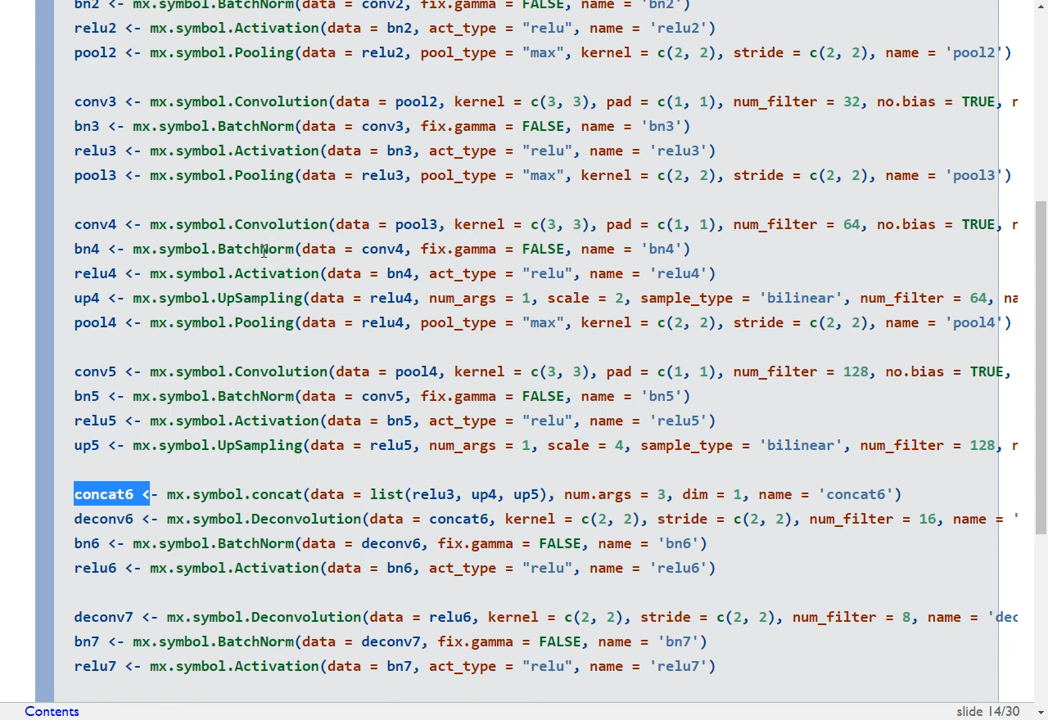 bn2 <- mx.symbol.BatchNorm(data = conv2, fix.gamma = FALSE, name = 'bn2')
relu2 <- mx.symbol.Activation(data = bn2, act_type = "relu", name = 'relu2')
pool2 <- mx.symbol.Pooling(data = relu2, pool_type = "max", kernel = c(2, 2), stride = c(2, 2), name = 'pool2')
conv3 <- mx.symbol.Convolution(data = pool2, kernel = c(3, 3), pad = c(1, 1), num_filter = 32, no.bias = TRUE, n
bn3 <- mx.symbol.BatchNorm(data = conv3, fix.gamma = FALSE, name = 'bn3')
relu3 <- mx.symbol.Activation(data = bn3, act_type = "relu", name = 'relu3')
pool3 <- mx.symbol.Pooling(data = relu3, pool_type = "max", kernel = c(2, 2), stride = c(2, 2), name = 'pool3')
conv4 <- mx.symbol.Convolution(data = pool3, kernel = c(3, 3), pad = c(1, 1), num_filter = 64, no.bias = TRUE, n
bn4 <- mx.symbol.BatchNorm(data = conv4, fix.gamma = FALSE, name = 'bn4')
relu4 <- mx.symbol.Activation(data = bn4, act_type = "relu", name = 'relu4')
up4 <- mx.symbol.UpSampling(data = relu4, num_args = 1, scale = 2, sample_type = 'bilinear', num_filter = 64, na
pool4 <- mx.symbol.Pooling(data = relu4, pool_type = "max", kernel = c(2, 2), stride = c(2, 2), name = 'pool4')
conv5 <- mx.symbol.Convolution(data = pool4, kernel = c(3, 3), pad = c(1, 1), num_filter = 128, no.bias = TRUE,
bn5 <- mx.symbol.BatchNorm(data = conv5, fix.gamma = FALSE, name = 'bn5')
relu5 <- mx.symbol.Activation(data = bn5, act_type = "relu", name = 'relu5')
up5 <- mx.symbol.UpSampling(data = relu5, num_args = 1, scale = 4, sample_type = 'bilinear', num_filter = 128, n
concat6 <- mx.symbol.concat(data = list(relu3, up4, up5), num.args = 3, dim = 1, name = 'concat6')
deconv6 <- mx.symbol.Deconvolution(data = concat6, kernel = c(2, 2), stride = c(2, 2), num_filter = 16, name = '
bn6 <- mx.symbol.BatchNorm(data = deconv6, fix.gamma = FALSE, name = 'bn6')
relu6 <- mx.symbol.Activation(data = bn6, act_type = "relu", name = 'relu6')
deconv7 <- mx.symbol.Deconvolution(data = relu6, kernel = c(2, 2), stride = c(2, 2), num_filter = 8, name = 'dec
bn7 <- mx.symbol.BatchNorm(data = deconv7, fix.gamma = FALSE, name = 'bn7')
relu7 <- mx.symbol.Activation(data = bn7, act_type = "relu", name = 'relu7')
Contents
slide 14/30